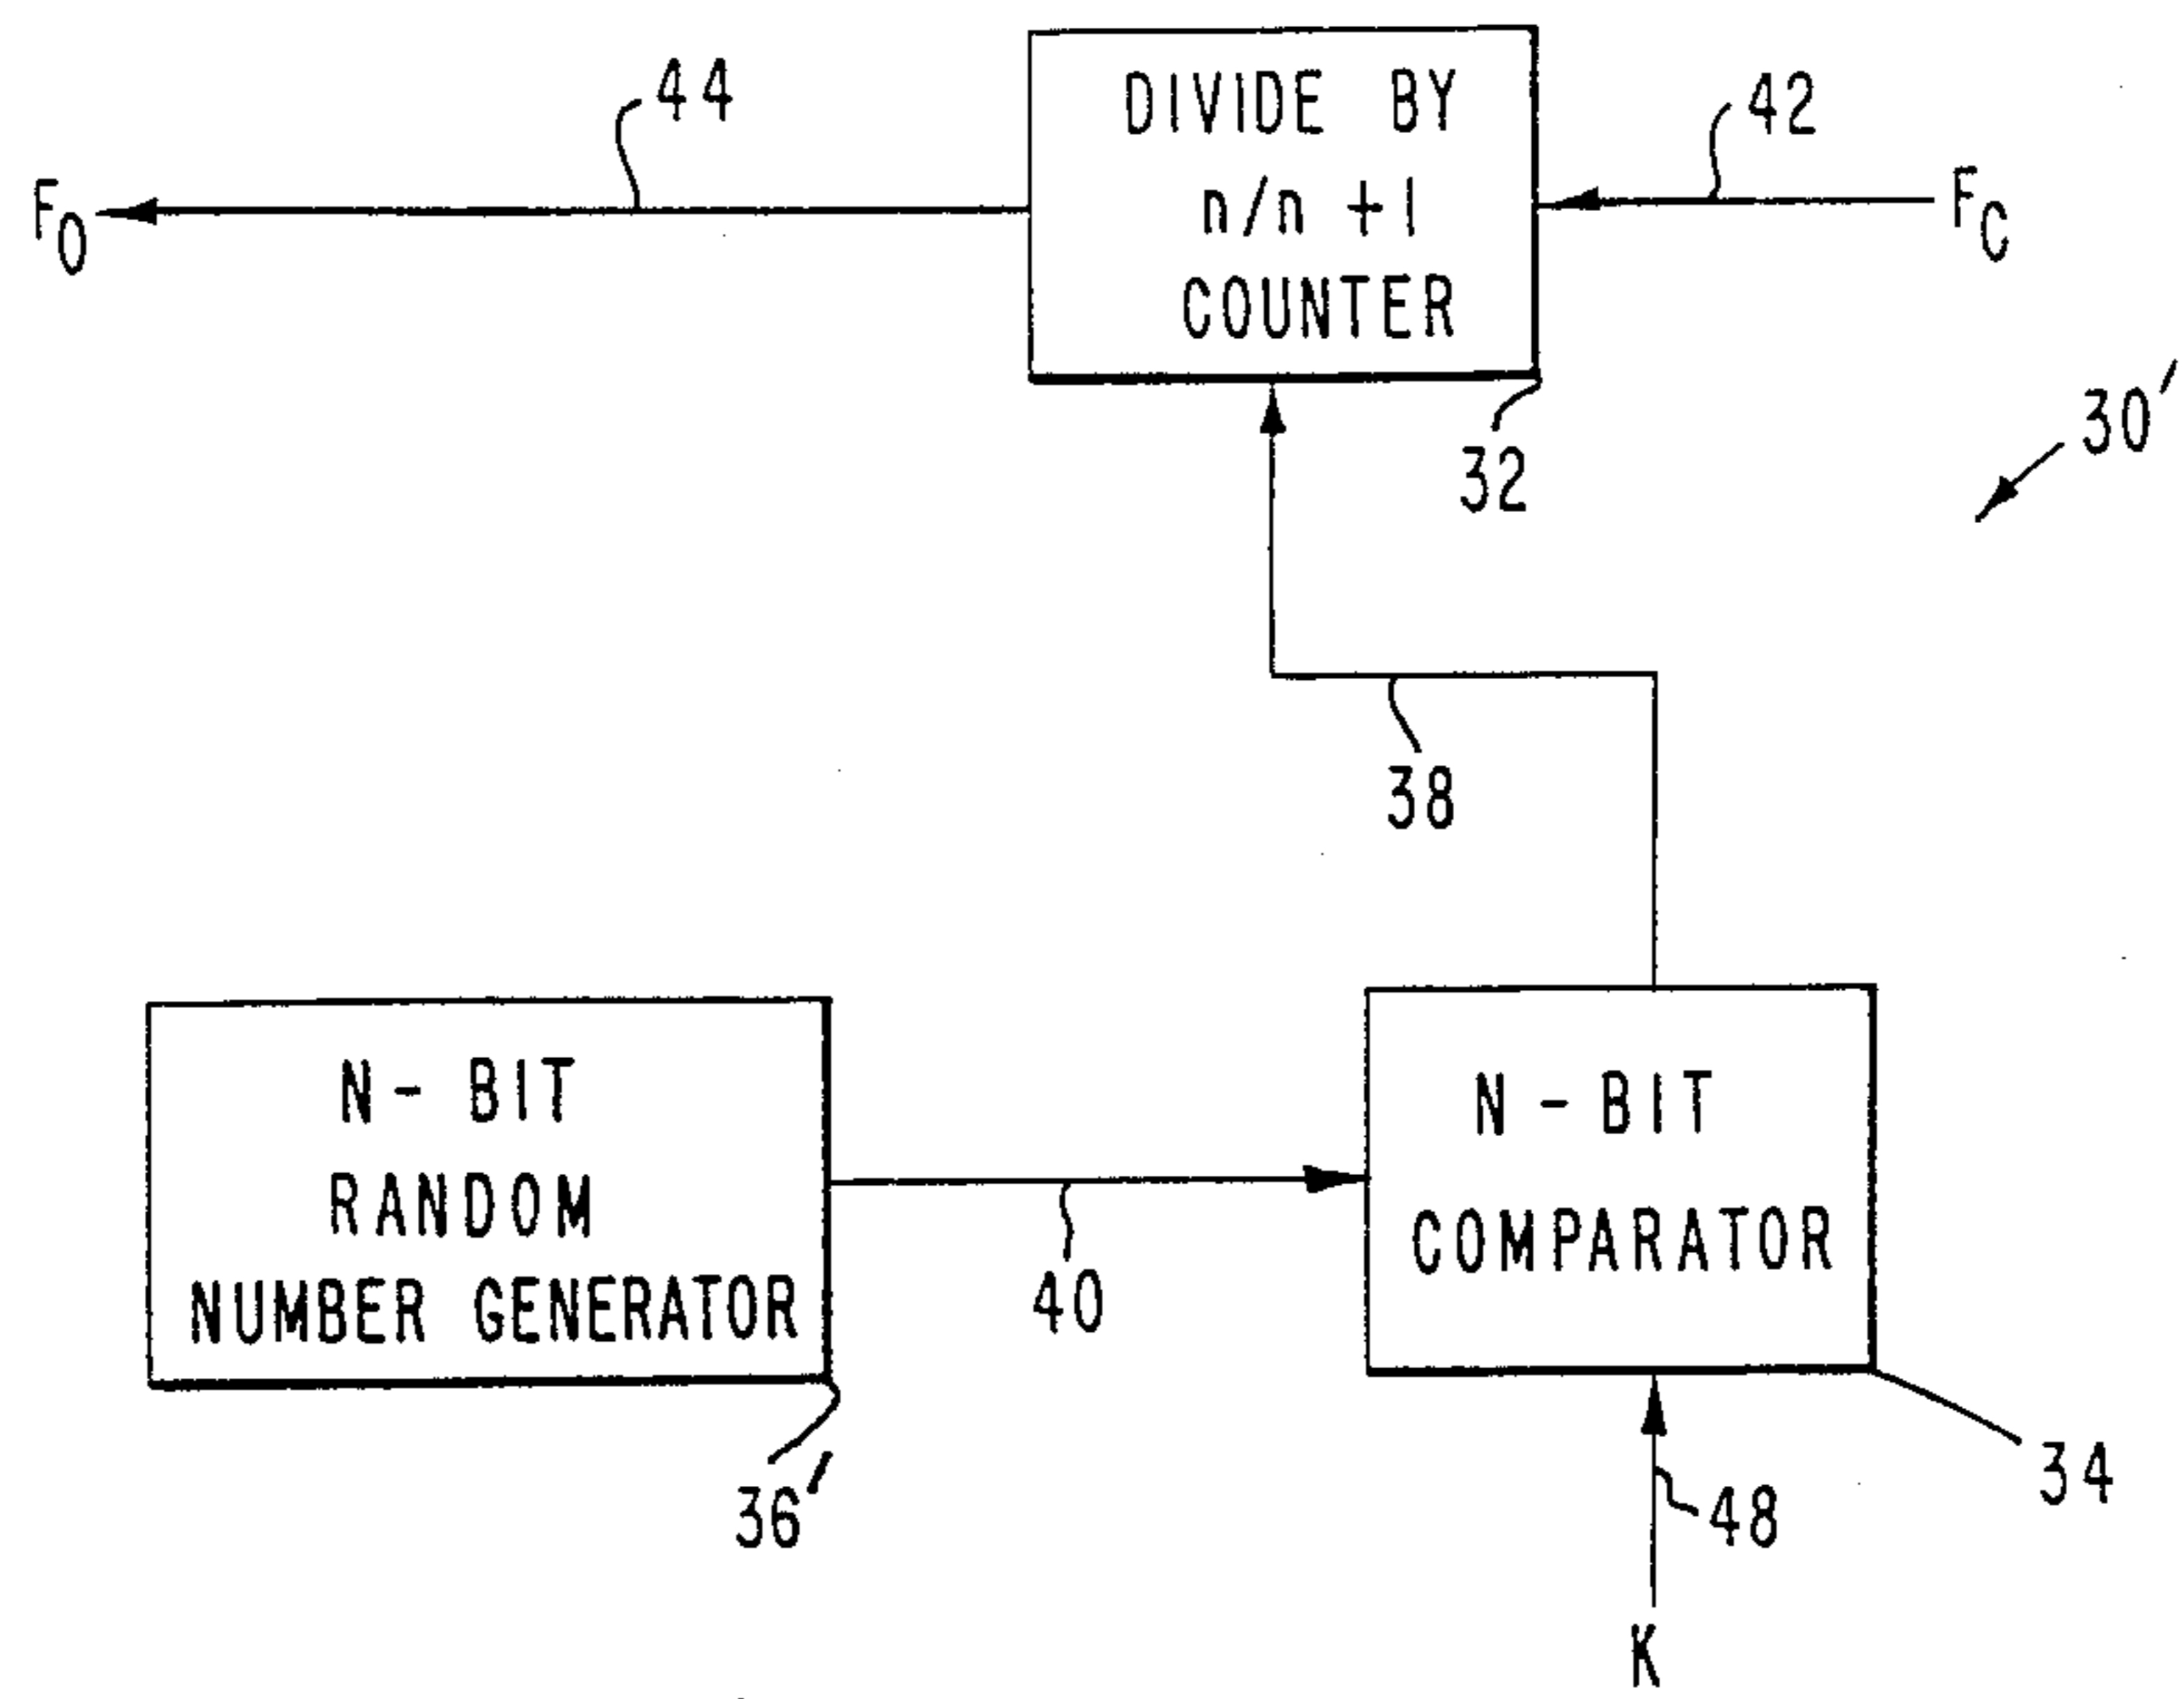 44
DIVIDE BY
n/n +1
COUNTER
42
F0
FC
30'
32
38
N- BIT
RANDOM
NUMBER GENERATOR
N - BIT
COMPARATOR
40
36'
48
34
K